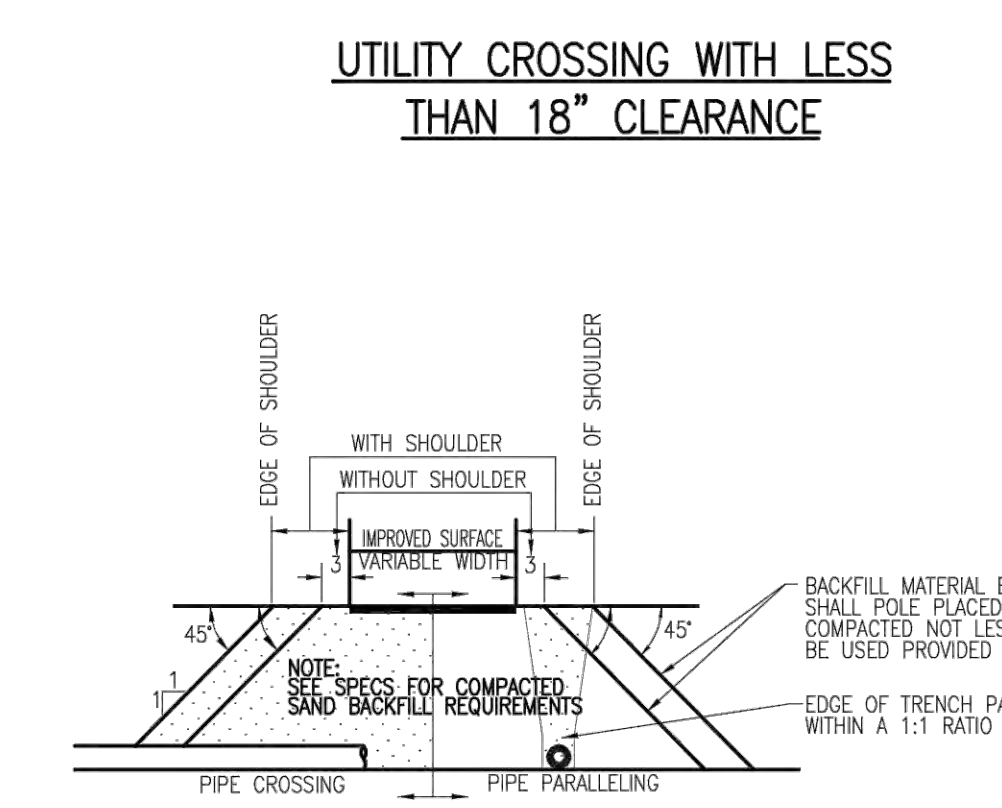 UTILITY CROSSING WITH LESS
THAN 18" CLEARANCE
EDGE OF SHOULDER
EDGE OF SHOULDER
WITH SHOULDER
WITHOUT SHOULDER
IMPROVED SURFACE
3 VARIABLE WIDTH 3
45°
45°
1
1
NOTE:
SEE SPECS FOR COMPACTED
SAND BACKFILL REQUIREMENTS
BACKFILL MATERIAL
SHALL POLE PLACED
COMPACTED NOT
BE USED PROVIDED
EDGE OF TRENCH
WITHIN A 1:1 RATIO
PIPE CROSSING
PIPE PARALLELING